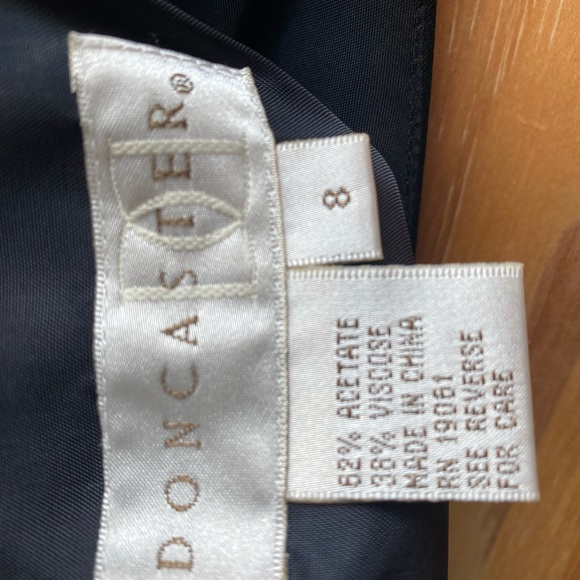 DONCASTER®
8
62% ACETATE
38% VISCOSE
MADE IN CHINA
RN 19061
SEE REVERSE
FOR CARE